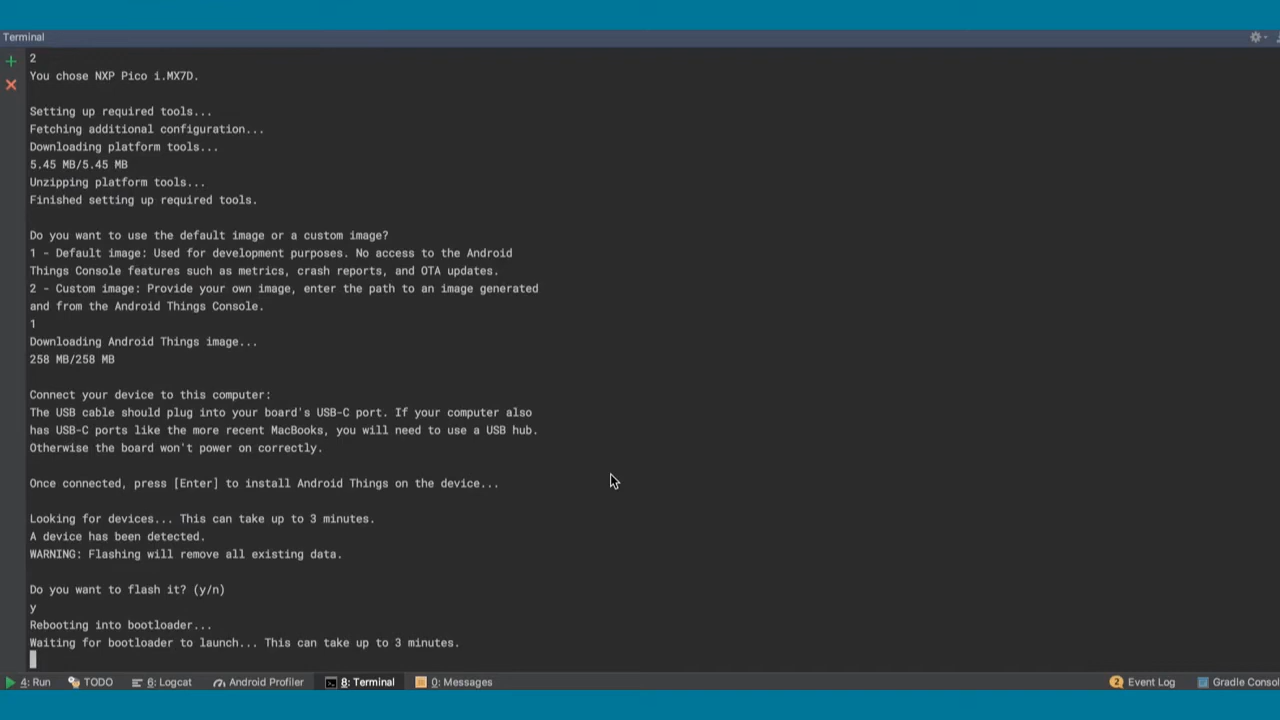 Terminal
2
You chose NXP Pico i.MX7D.
Setting up required tools...
Fetching additional configuration...
Downloading platform tools...
5.45 MB/5.45 MB
Unzipping platform tools...
Finished setting up required tools.
Do you want to use the default image or a custom image?
1 - Default image: Used for development purposes. No access to the Android
Things Console features such as metrics, crash reports, and OTA updates.
2 - Custom image: Provide your own image, enter the path to an image generated
and from the Android Things Console.
1
Downloading Android Things image...
258 MB/258 MB
Connect your device to this computer:
The USB cable should plug into your board's USB-C port. If your computer also
has USB-C ports like the more recent MacBooks, you will need to use a USB hub.
Otherwise the board won't power on correctly.
Once connected, press [Enter] to install Android Things on the device...
Looking for devices... This can take up to 3 minutes.
A device has been detected.
WARNING: Flashing will remove all existing data.
Do you want to flash it? (y/n)
y
Rebooting into bootloader...
Waiting for bootloader to launch... This can take up to 3 minutes.
4: Run TODO 6: Logcat Android Profiler 8: Terminal 0: Messages 2 Event Log Gradle Consol